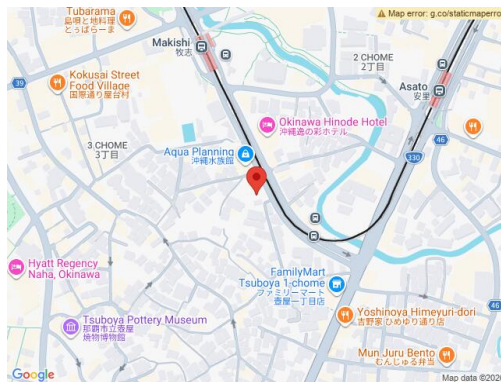 Tubarama
島唄と地料理
とぅばらーま
Map error: g.co/staticmaperro
Makishi
牧志
2 CHOME
2丁目
39
Kokusai Street
Food Village
国際通り屋台村
Asato
安里
Okinawa Hinode Hotel
沖縄逸の彩ホテル
46
3 CHOME
3丁目
Aqua Planning
沖縄水族館
330
Hyatt Regency
Naha, Okinawa
FamilyMart
Tsuboya 1-chome
ファミリーマート
壷屋一丁目店
46
Tsuboya Pottery Museum
那覇市立壺屋
焼物博物館
Yoshinoya Himeyuri-dori
吉野家 ひめゆり通り店
Mun Juru Bento
むんじゅる弁当
Google
Map data ©2020